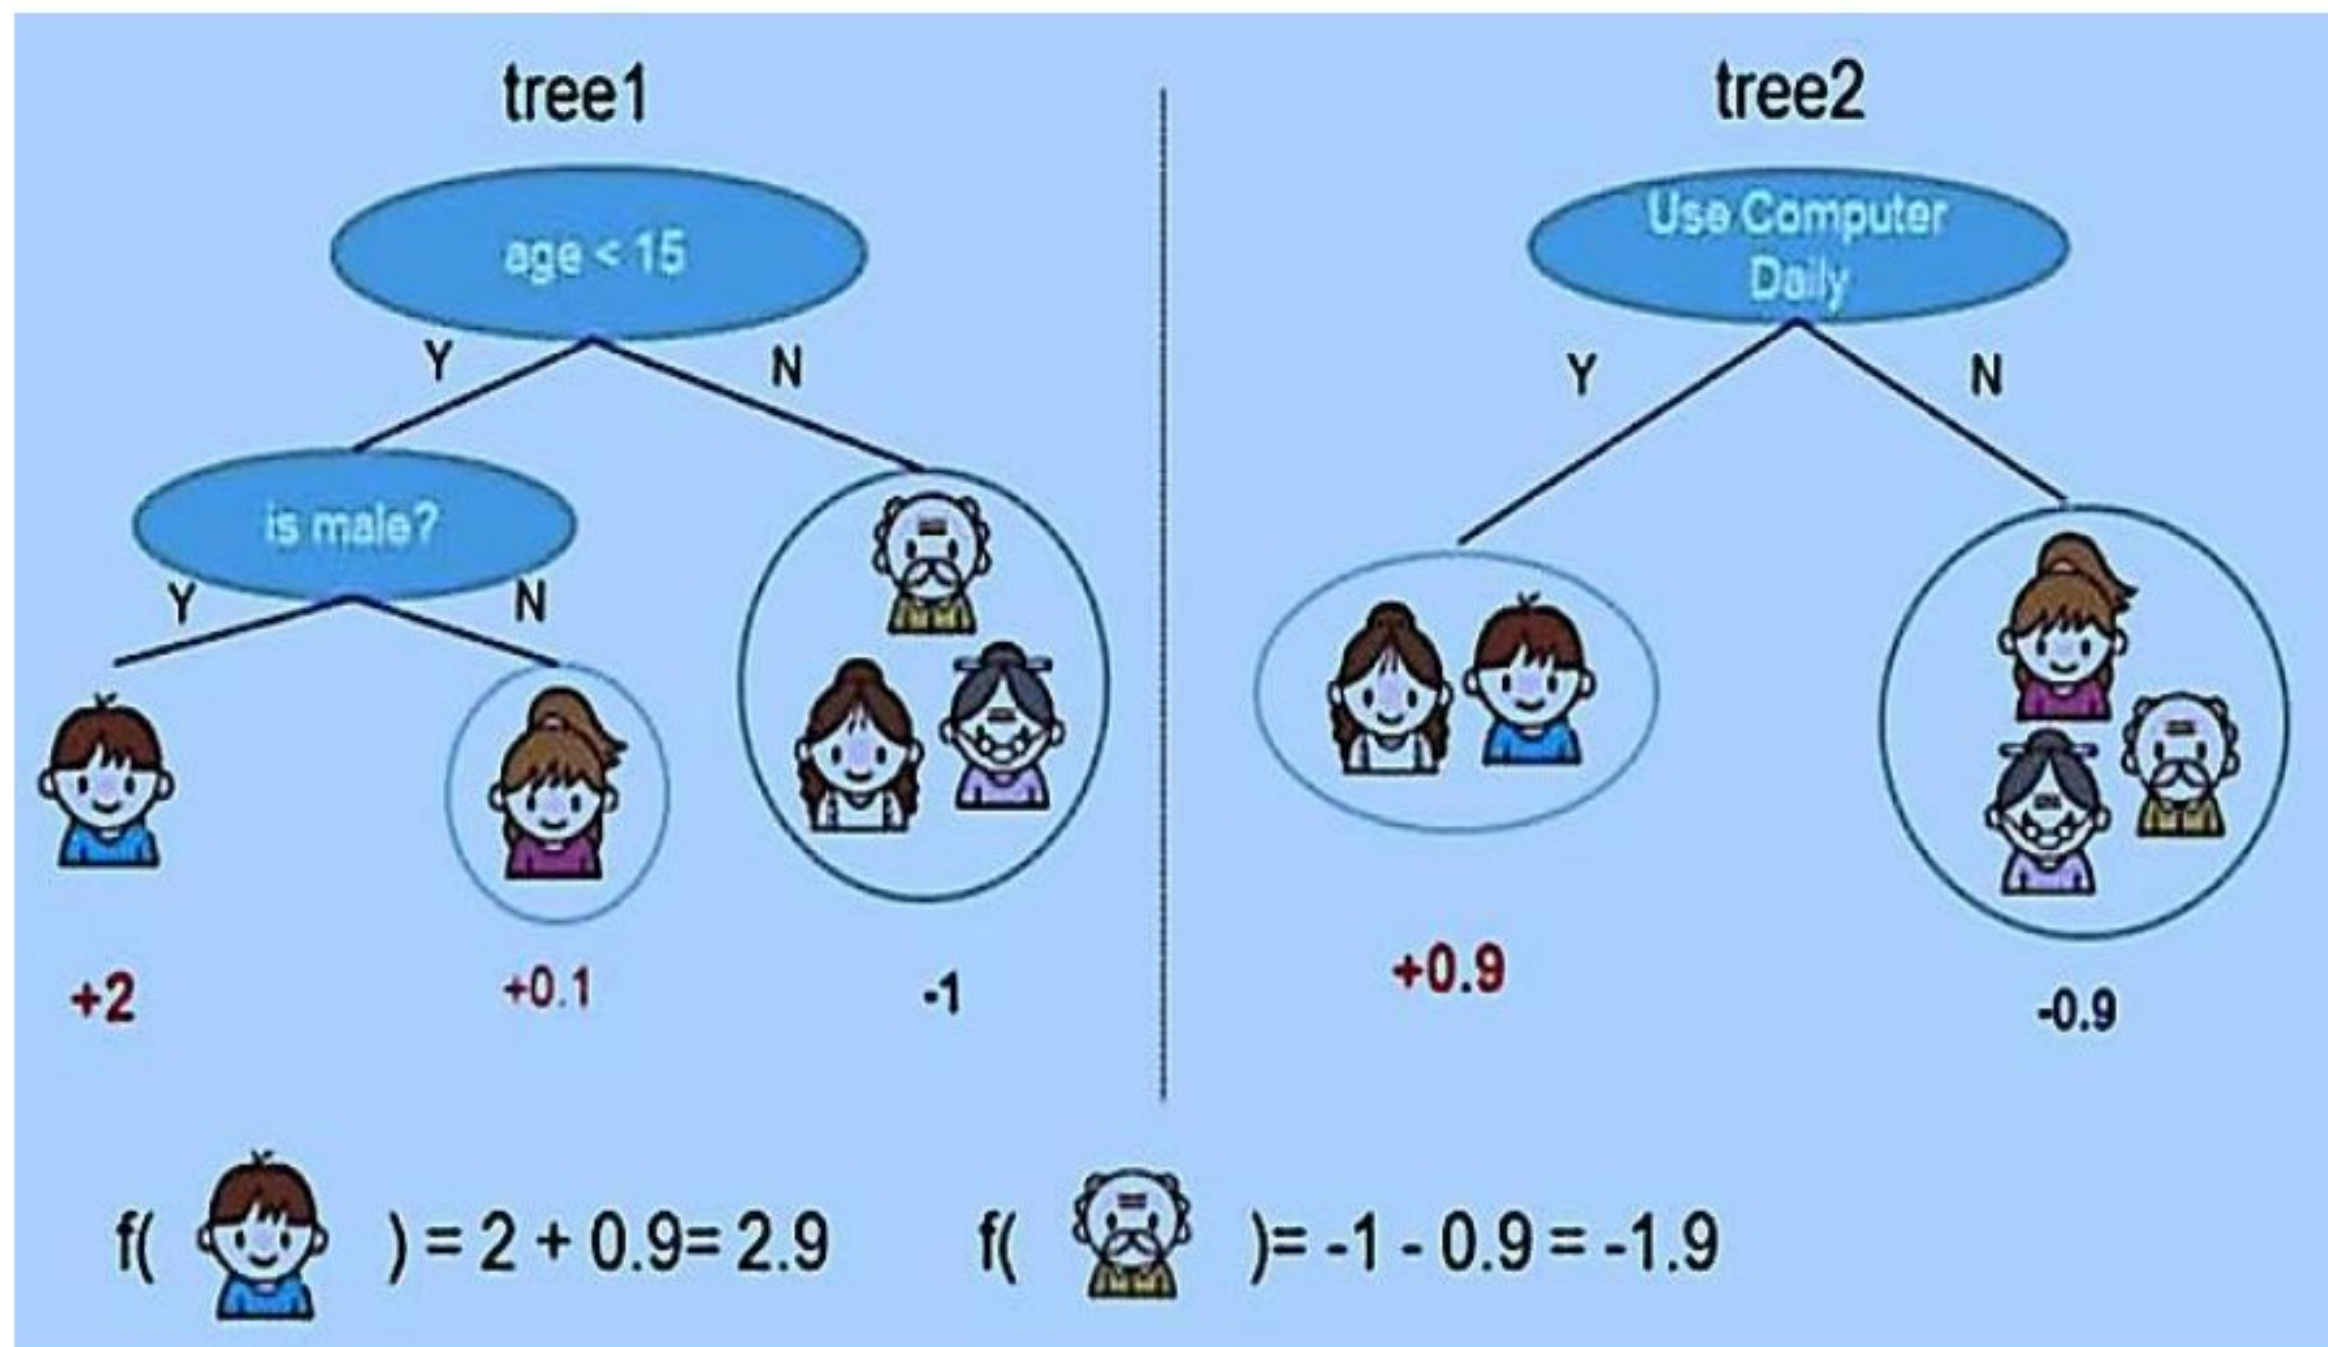 tree1
age < 15
Y
N
is male?
Y
N
+2
+0.1
-1
tree2
Use Computer
Daily
Y
N
+0.9
-0.9
f( ) = 2 + 0.9= 2.9
f( )= -1 - 0.9 = -1.9